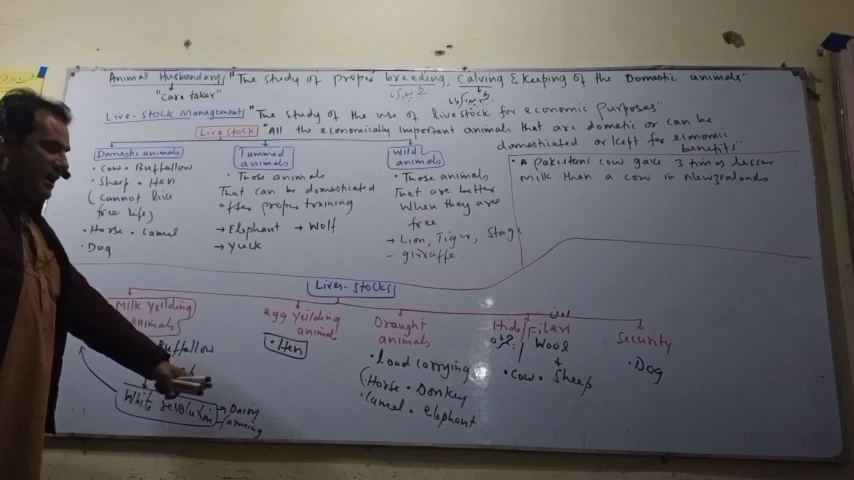 Animal Husbandary "The study of proper breeding, Calving & Keeping of the Domestic animals"
"Care taker"
Live-Stock Management "The study of the use of livestock for economic purposes"
Live stock "All the economically important animals that are dometic or can be
domesticated or kept for economic
benefits"
Domestic animals
• Cow • Buffallow
• Sheep • Hen
(Cannot live
free life)
• Horse • Camel
• Dog
Tammed
animals
• Those animals
That can be domesticated
after proper training
→ Elephant → Wolf
→ Yuck
Wild
animals
• Those animals
That are better
When they are
free
→ Lion, Tiger, Stag
- giraffe.
• A Pakistani cow gave 3 times lesser
milk than a cow in Newzealands
Lives-stocks
Milk Yeilding
animals
Buffallow
White revolution → Dairy
→ farming
egg Yeilding
animals
• Hen
Draught
animals
• load carrying
(Horse • Donkey
• Camel • Elephant
Hide/Fiber
اون
/ Wool
• Cow • Sheep
Security
• Dog